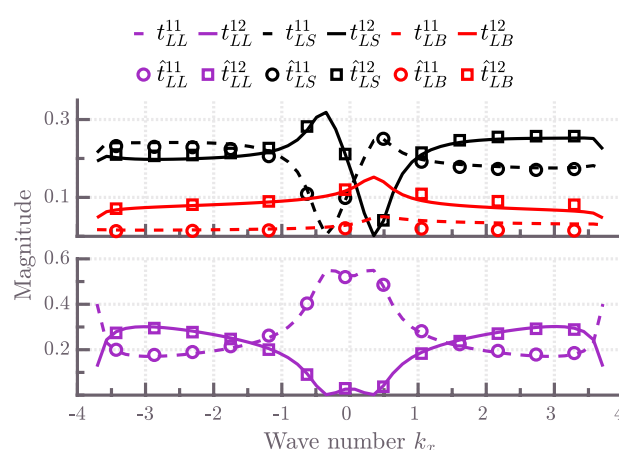 t_{LL}^{11} t_{LL}^{12} t_{LS}^{11} t_{LS}^{12} t_{LB}^{11} t_{LB}^{12}
\hat{t}_{LL}^{11} \hat{t}_{LL}^{12} \hat{t}_{LS}^{11} \hat{t}_{LS}^{12} \hat{t}_{LB}^{11} \hat{t}_{LB}^{12}
0.3
0.1
Magnitude
0.6
0.4
0.2
-4 -3 -2 -1 0 1 2 3 4
Wave number k_x